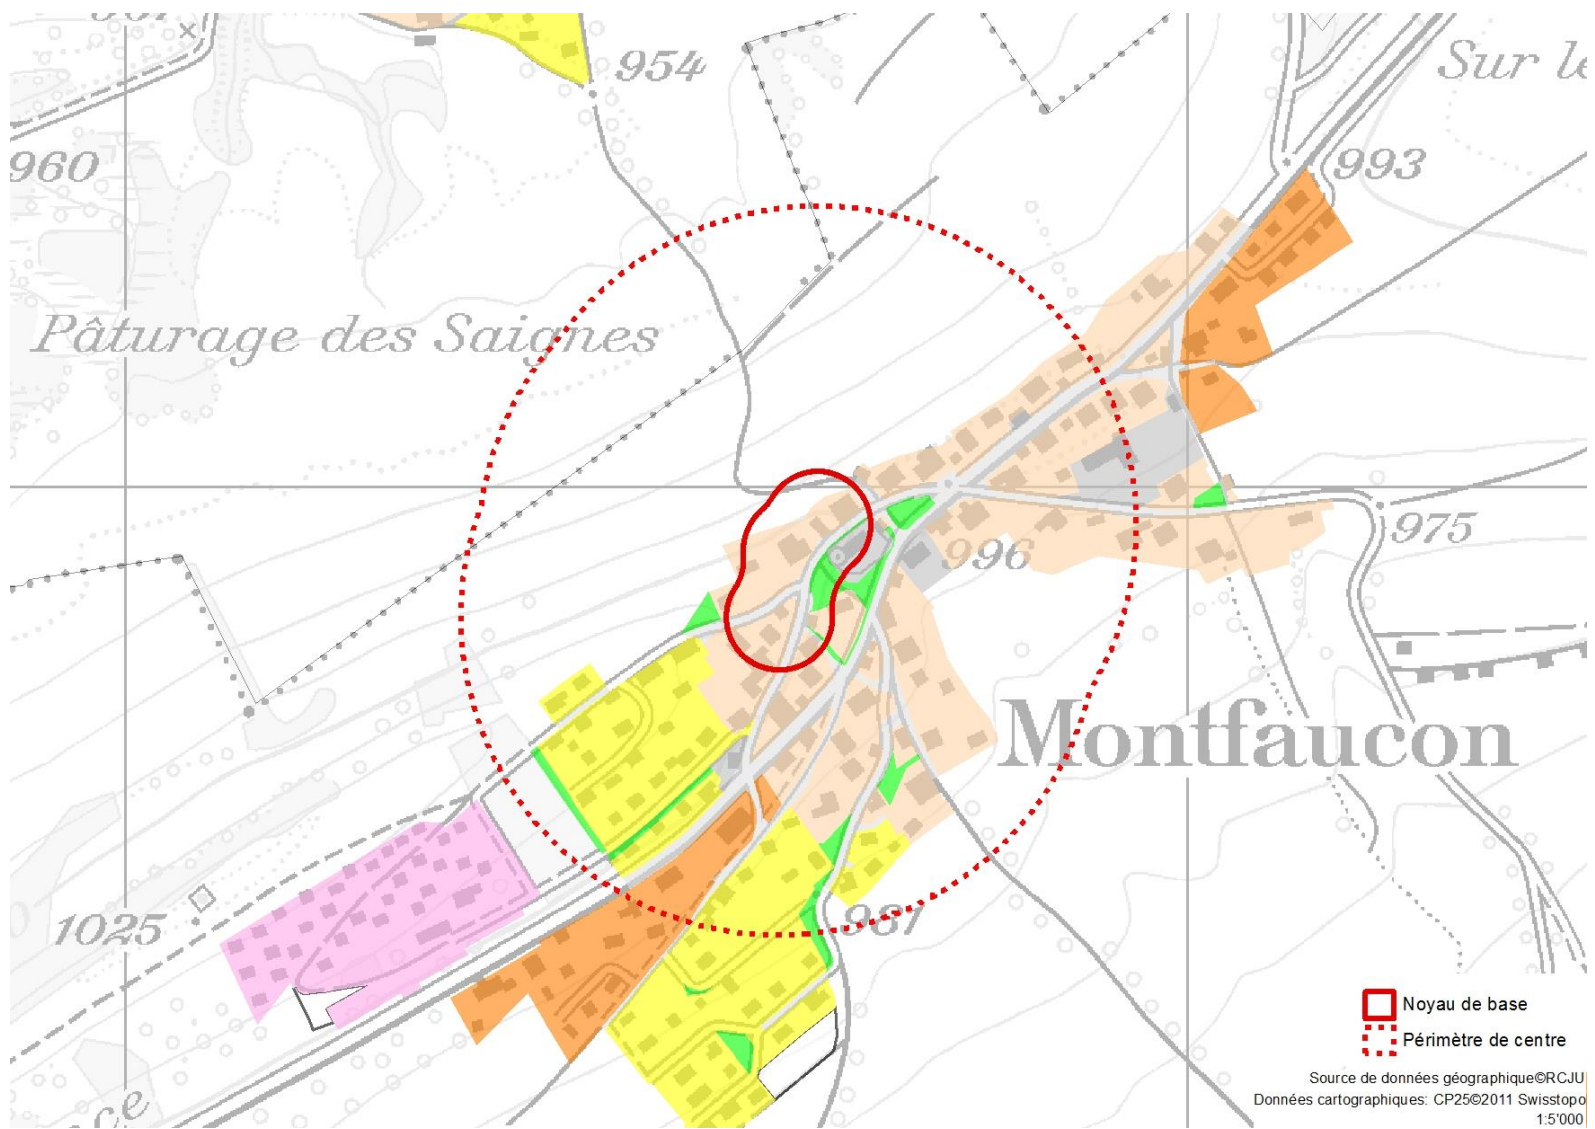 954
Sur le
993
960
Pâturage des Saignes
996
975
Montfaucon
1025
987
Noyau de base
Périmètre de centre
Source de données géographique©RCJU
Données cartographiques: CP25©2011 Swisstopo
1:5'000